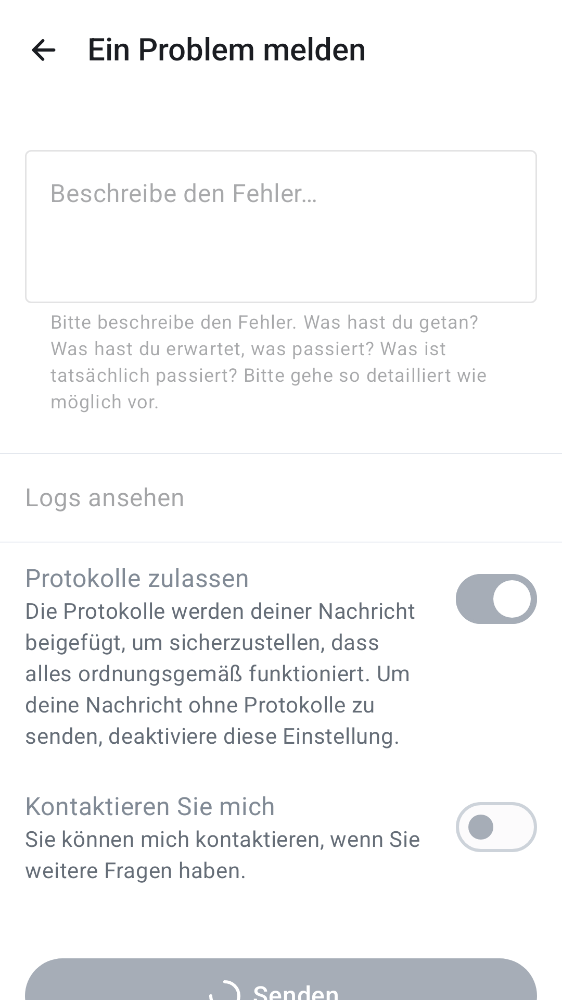 Ein Problem melden
Beschreibe den Fehler…
Bitte beschreibe den Fehler. Was hast du getan?
Was hast du erwartet, was passiert? Was ist
tatsächlich passiert? Bitte gehe so detailliert wie
möglich vor.
Logs ansehen
Protokolle zulassen
Die Protokolle werden deiner Nachricht
beigefügt, um sicherzustellen, dass
alles ordnungsgemäß funktioniert. Um
deine Nachricht ohne Protokolle zu
senden, deaktiviere diese Einstellung.
Kontaktieren Sie mich
Sie können mich kontaktieren, wenn Sie
weitere Fragen haben.
Senden